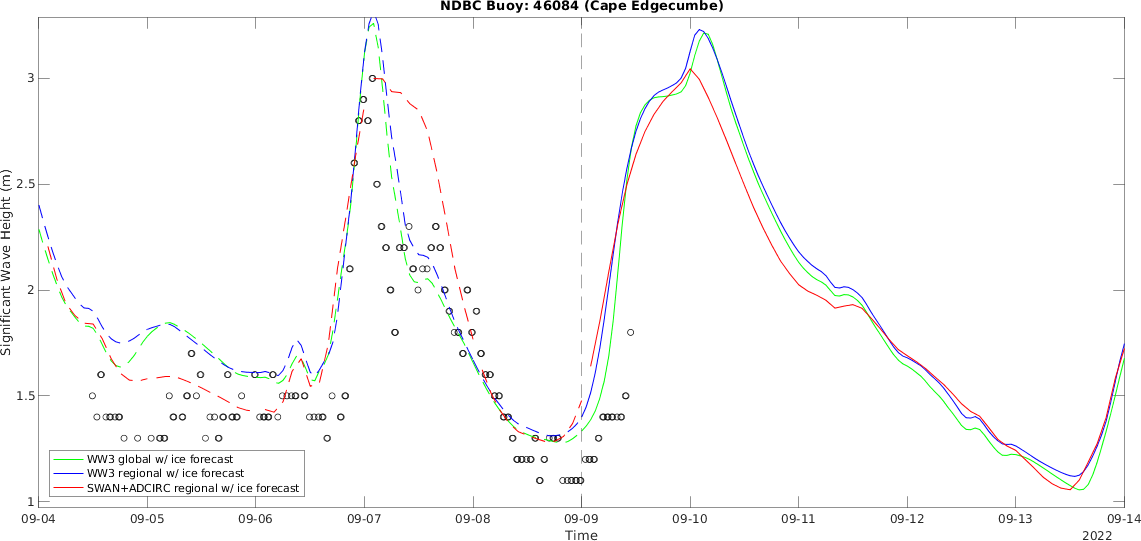 NDBC Buoy: 46084 (Cape Edgecumbe)
Significant Wave Height (m)
3
2.5
2
1.5
1
WW3 global w/ ice forecast
WW3 regional w/ ice forecast
SWAN+ADCIRC regional w/ ice forecast
09-04 09-05 09-06 09-07 09-08 09-09 09-10 09-11 09-12 09-13 09-14
Time
2022